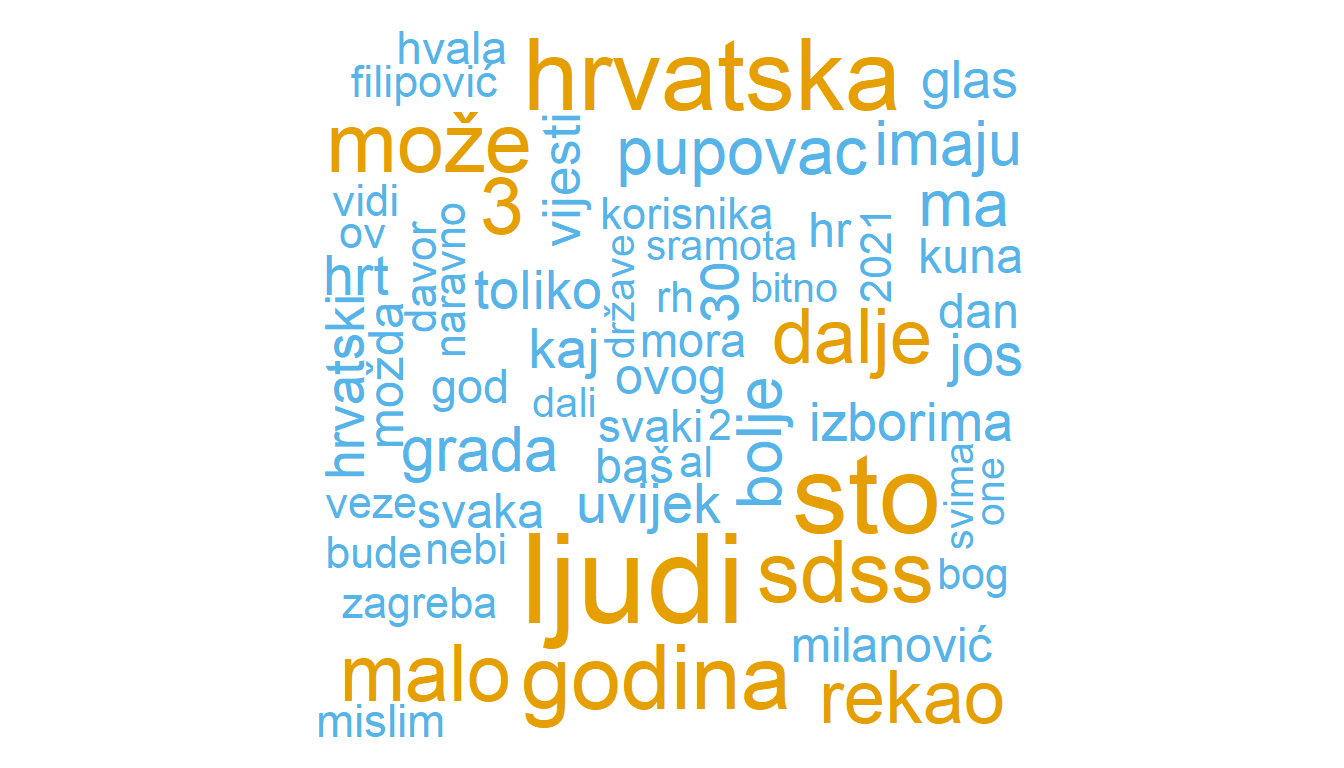 hvala
hrvatska
glas
filipović
može
vijesti
pupovac
imaju
3
vidi
korisnika
ma
ov
davor
naravno
sramota
hr
2021
kuna
hrt
toliko
države
rh
30
bitno
dan
hrvatski
možda
kaj
mora
dalje
jos
god
ovog
dali
bolje
grada
svaki
2
izborima
baš
al
sto
svima
one
veze
svaka
uvijek
bude
nebi
ljudi
sdss
bog
zagreba
milanović
malo
godina
rekao
mislim